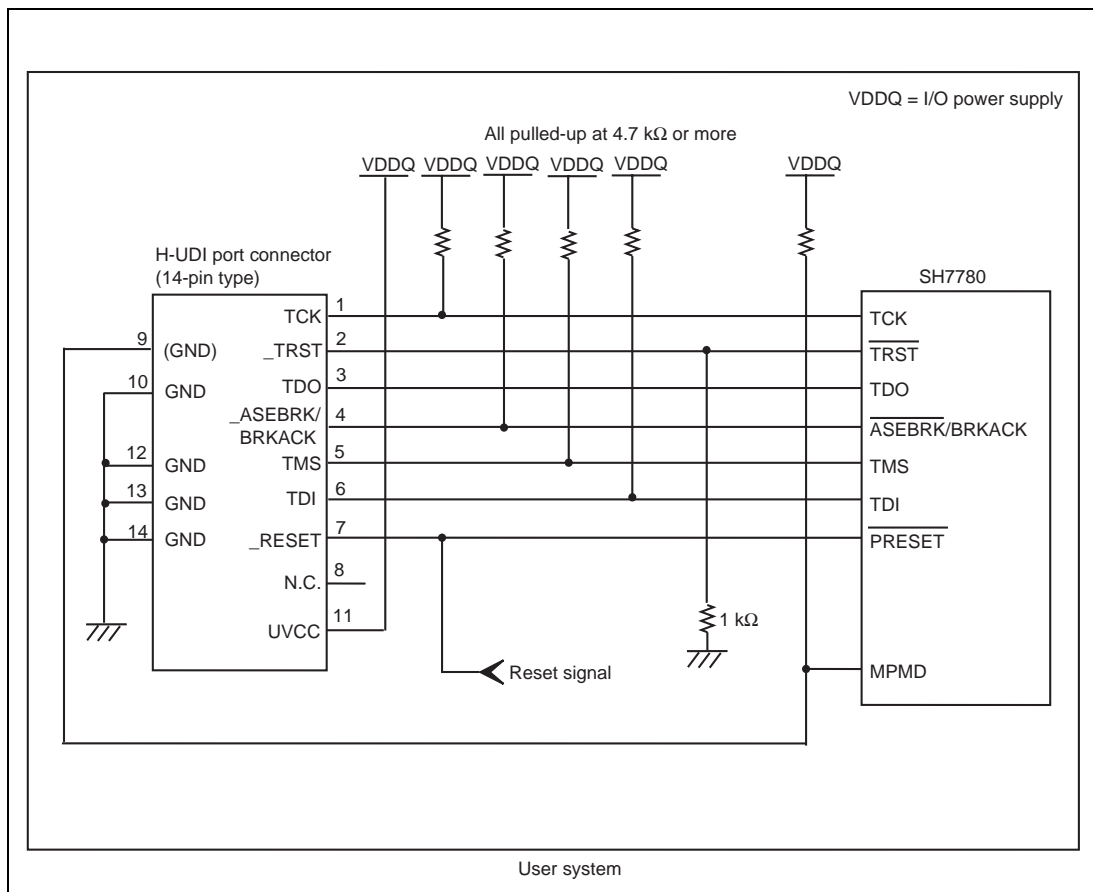 VDDQ = I/O power supply
All pulled-up at 4.7 kΩ or more
VDDQ VDDQ VDDQ VDDQ VDDQ VDDQ
H-UDI port connector
(14-pin type)
SH7780
TCK 1 TCK
9 (GND) _TRST 2 TRST
10 GND TDO 3 TDO
_ASEBRK/
BRKACK 4 ASEBRK/BRKACK
12 GND TMS 5 TMS
13 GND TDI 6 TDI
14 GND _RESET 7 PRESET
N.C. 8
UVCC 11
1 kΩ
Reset signal
MPMD
User system